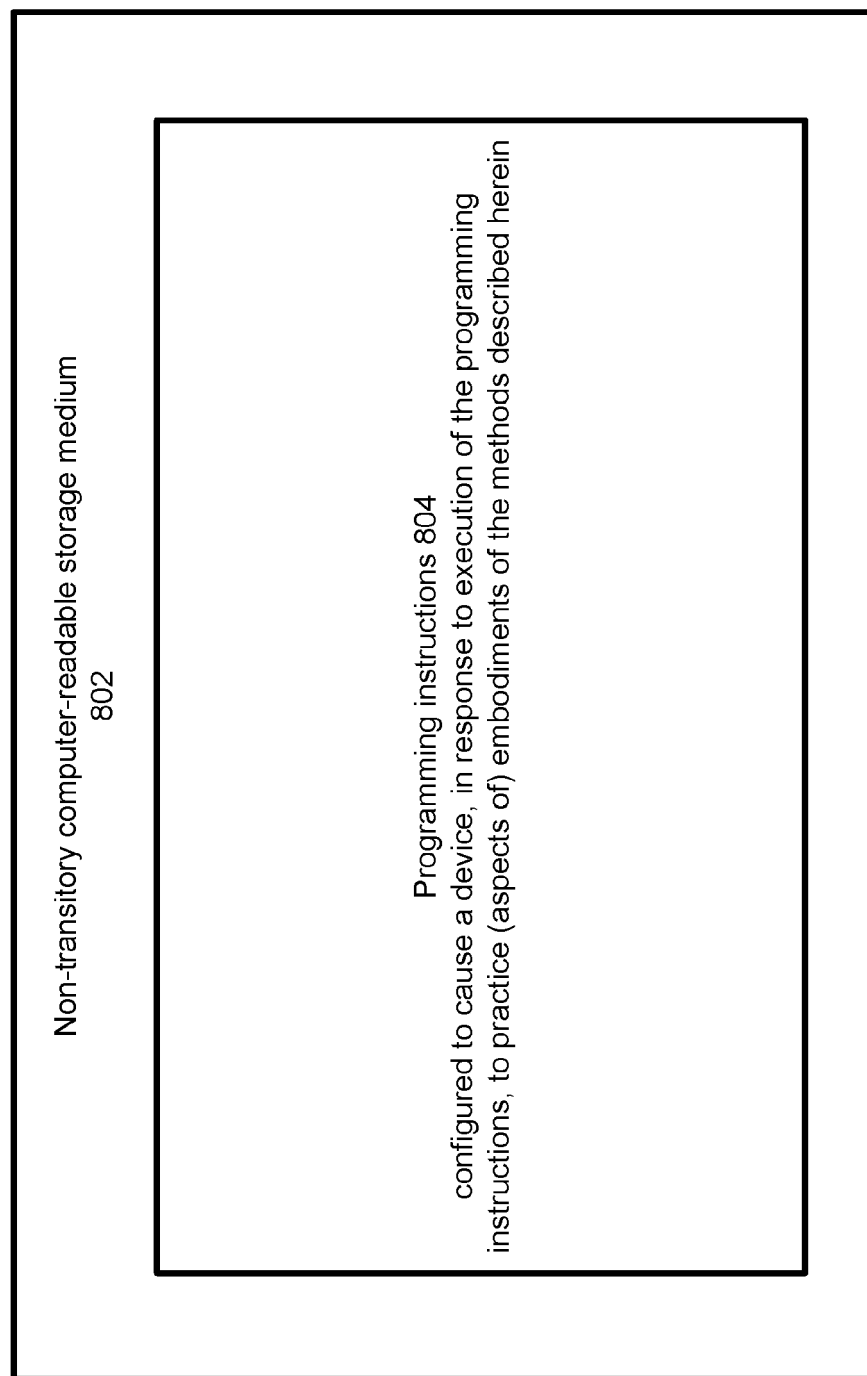 Non-transitory computer-readable storage medium
802
Programming instructions 804
configured to cause a device, in response to execution of the programming
instructions, to practice (aspects of) embodiments of the methods described herein